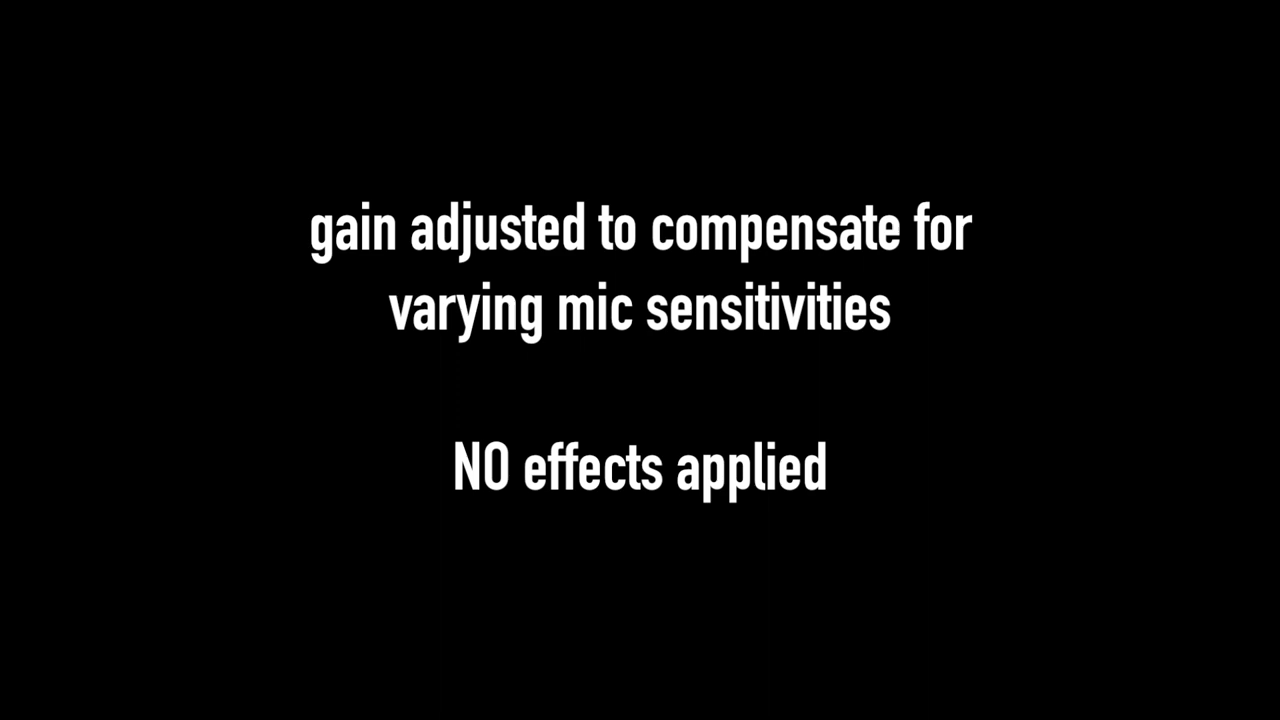 gain adjusted to compensate for
varying mic sensitivities
NO effects applied